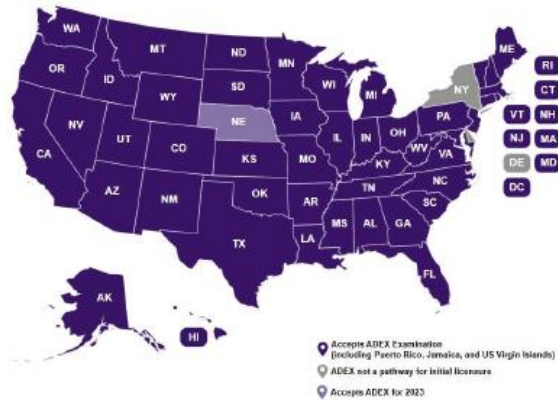 WA
MT
ND
MN
ME
OR
ID
SD
WI
MI
NY
RI
WY
CT
NV
NE
IA
PA
VT NH
UT
CO
IL
IN
OH
NJ MA
CA
KS
MO
WV
VA
DE MD
KY
AZ
NM
OK
AR
TN
NC
DC
SC
TX
LA
MS
AL
GA
FL
AK
HI
Accepts ADEX Examination
(including Puerto Rico, Jamaica, and US Virgin Islands)
ADEX not a pathway for initial licensure
Accepts ADEX for 2023